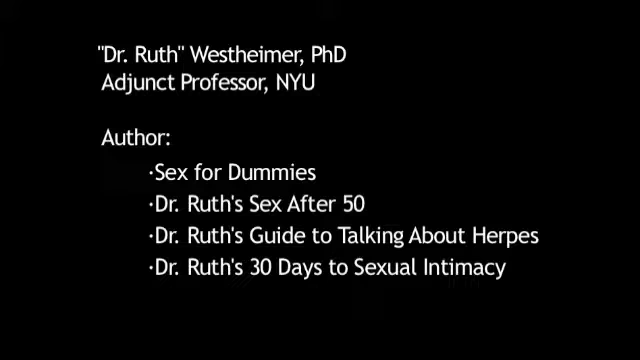 "Dr. Ruth" Westheimer, PhD
Adjunct Professor, NYU
Author:
·Sex for Dummies
·Dr. Ruth's Sex After 50
·Dr. Ruth's Guide to Talking About Herpes
·Dr. Ruth's 30 Days to Sexual Intimacy